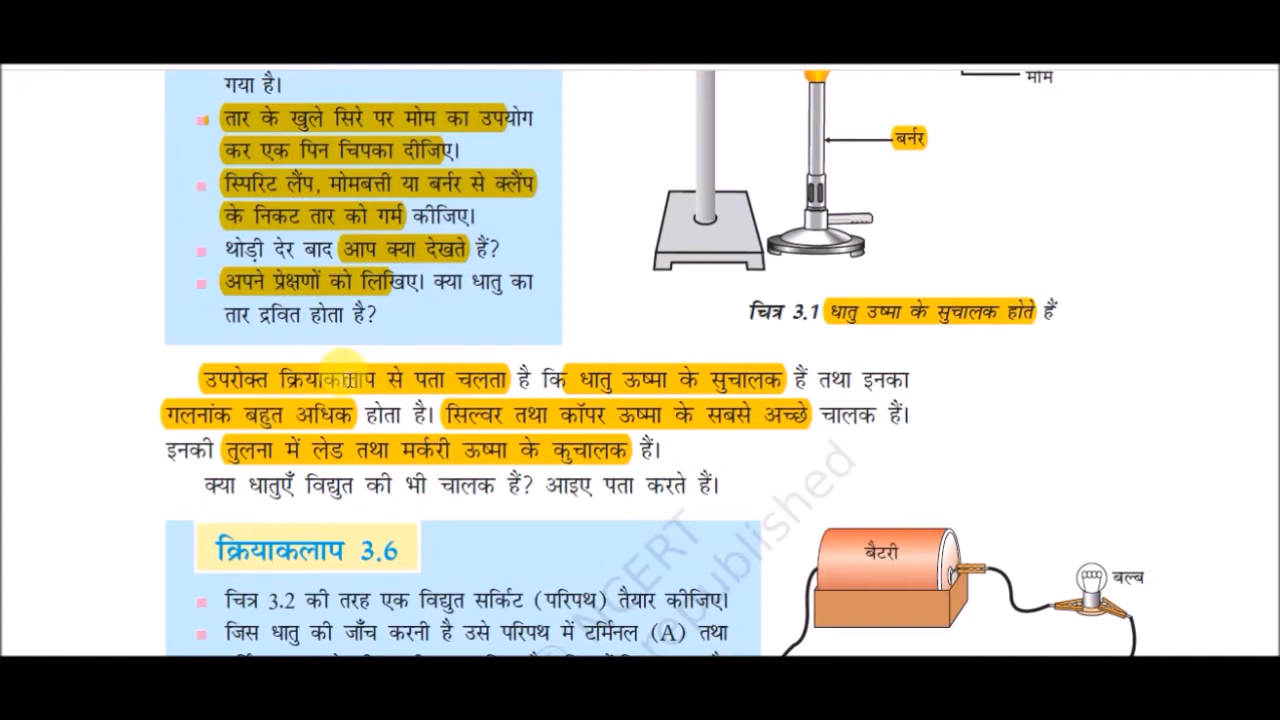 गया है।
तार के खुले सिरे पर मोम का उपयोग
कर एक पिन चिपका दीजिए।
स्पिरिट लैंप, मोमबत्ती या बर्नर से क्लैंप
के निकट तार को गर्म कीजिए।
थोड़ी देर बाद आप क्या देखते हैं?
अपने प्रेक्षणों को लिखिए। क्या धातु का
तार द्रवित होता है?
मोम
बर्नर
चित्र 3.1 धातु उष्मा के सुचालक होते हैं
उपरोक्त क्रियाकलाप से पता चलता है कि धातु ऊष्मा के सुचालक हैं तथा इनका
गलनांक बहुत अधिक होता है। सिल्वर तथा कॉपर ऊष्मा के सबसे अच्छे चालक हैं।
इनकी तुलना में लेड तथा मर्करी ऊष्मा के कुचालक हैं।
क्या धातुएँ विद्युत की भी चालक हैं? आइए पता करते हैं।
क्रियाकलाप 3.6
चित्र 3.2 की तरह एक विद्युत सर्किट (परिपथ) तैयार कीजिए।
जिस धातु की जाँच करनी है उसे परिपथ में टर्मिनल (A) तथा
बैटरी
बल्ब
© NCERT
republished